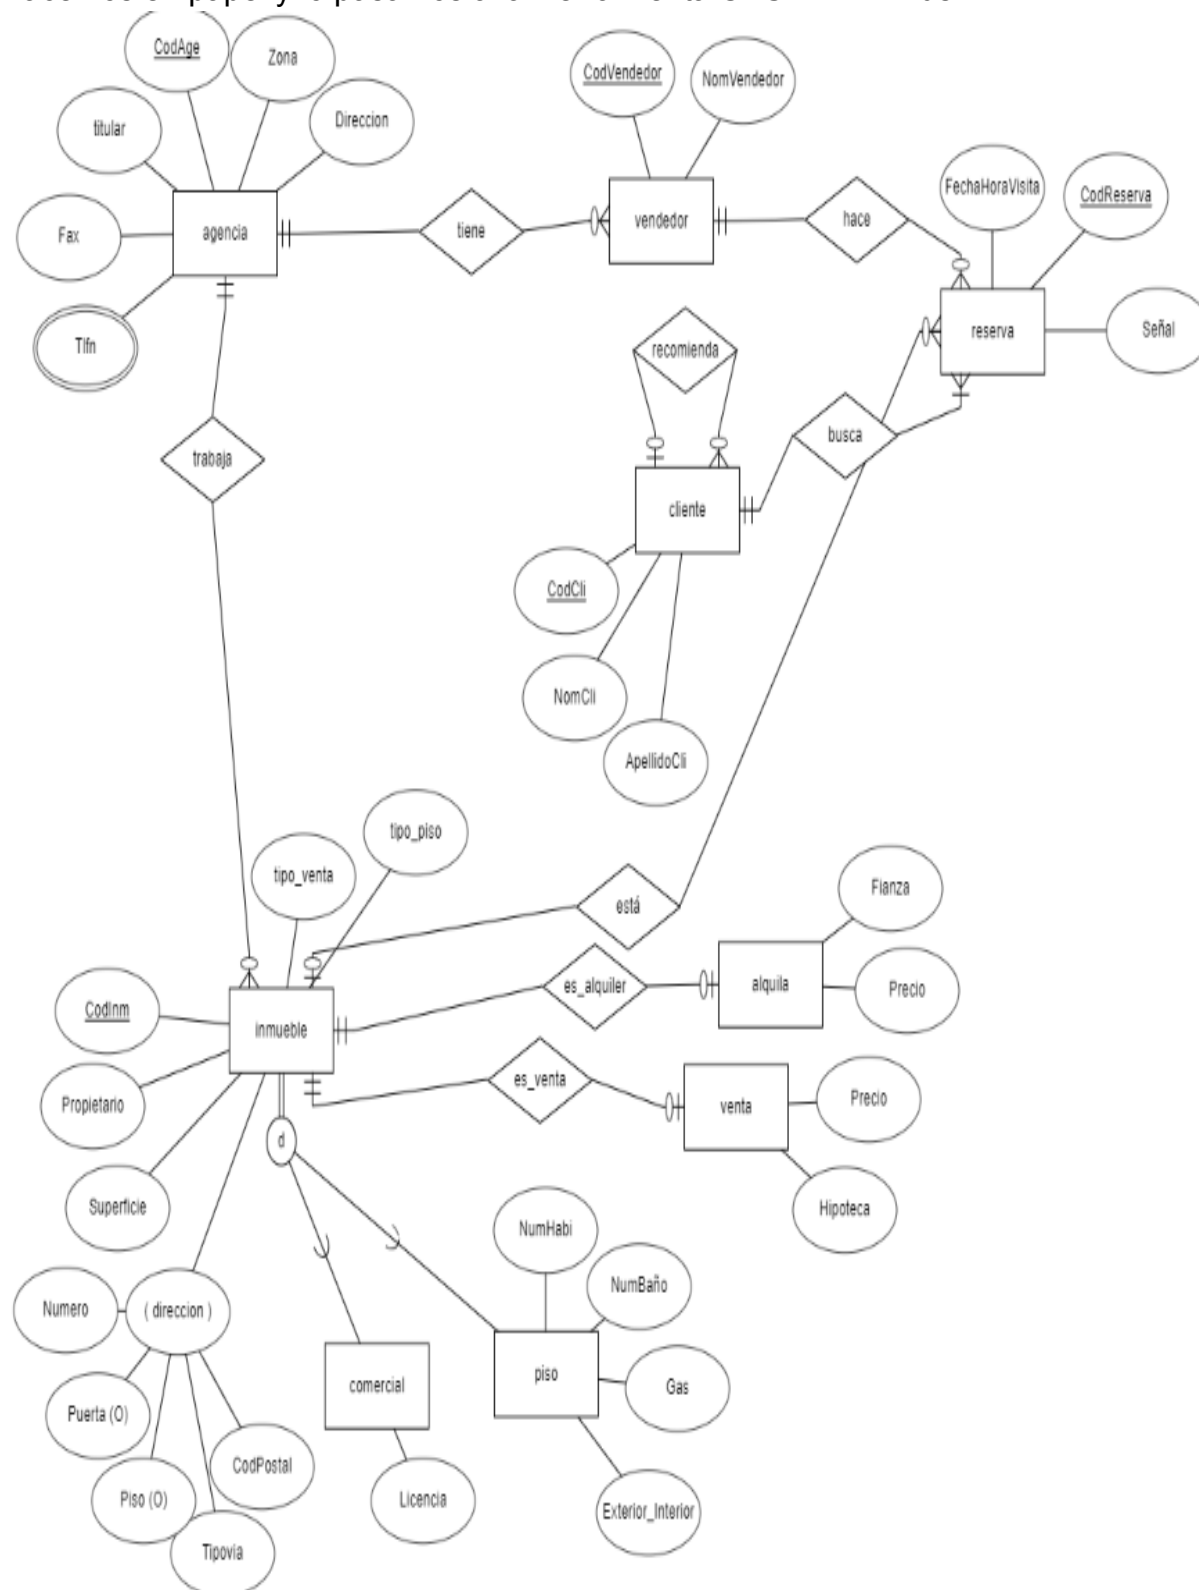 CodAge
Zona
titular
Direccion
Fax
agencia
Tlfn
tiene
CodVendedor
NomVendedor
vendedor
hace
FechaHoraVisita
CodReserva
reserva
Señal
recomienda
trabaja
busca
cliente
CodCli
NomCli
ApellidoCli
tipo_piso
tipo_venta
está
Fianza
CodInm
inmueble
es_alquiler
alquila
Precio
Propietario
es_venta
venta
Precio
d
Superficie
Hipoteca
NumHabi
NumBaño
Numero
( direccion )
comercial
piso
Gas
Puerta (O)
CodPostal
Piso (O)
Licencia
Exterior_Interior
Tipovia